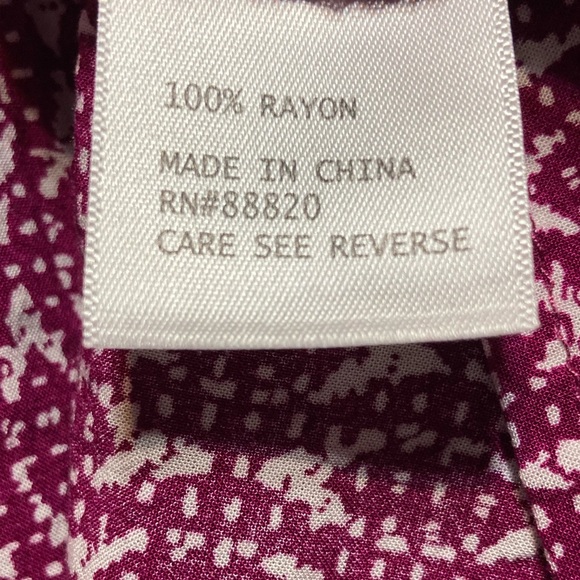 100% RAYON
MADE IN CHINA
RN#88820
CARE SEE REVERSE